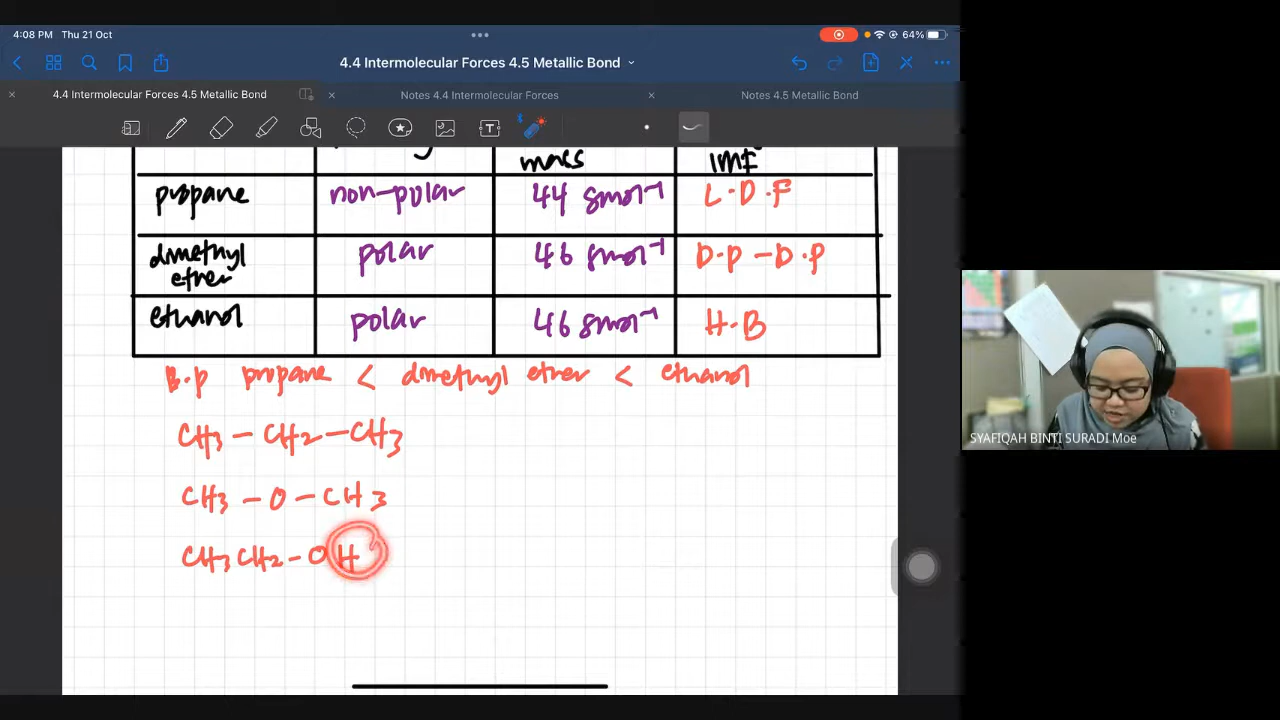 4:08 PM Thu 21 Oct
64%
4.4 Intermolecular Forces 4.5 Metallic Bond
4.4 Intermolecular Forces 4.5 Metallic Bond
Notes 4.4 Intermolecular Forces
Notes 4.5 Metallic Bond
mass IMF
propane non-polar 44 gmol⁻¹ L.D.F
dimethyl ether polar 46 gmol⁻¹ D.P - D.P
ethanol polar 46 gmol⁻¹ H.B
B.p propane < dimethyl ether < ethanol
CH3 - CH2 - CH3
CH3 - O - CH3
CH3CH2 - OH
SYAFIQAH BINTI SURADI Moe